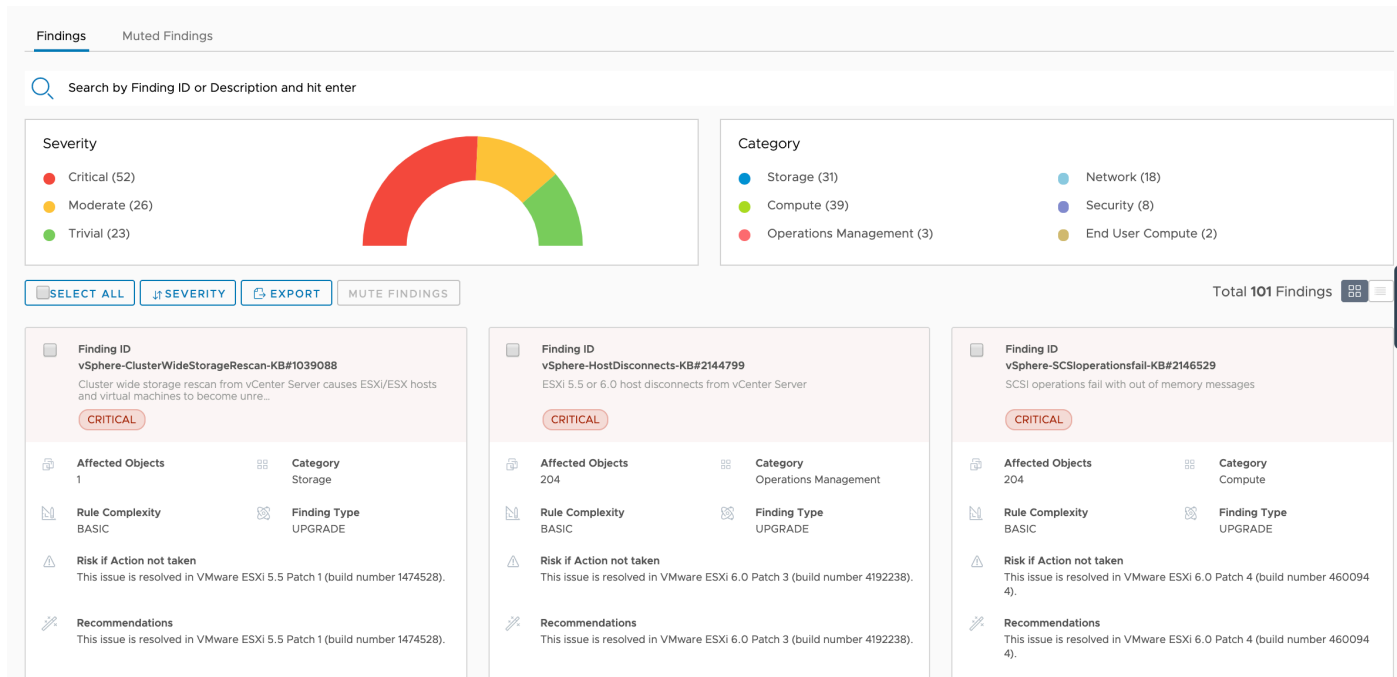 Findings Muted Findings
Search by Finding ID or Description and hit enter
Severity
Critical (52)
Moderate (26)
Trivial (23)
Category
Storage (31)
Compute (39)
Operations Management (3)
Network (18)
Security (8)
End User Compute (2)
SELECT ALL SEVERITY EXPORT MUTE FINDINGS
Total 101 Findings
Finding ID
vSphere-ClusterWideStorageRescan-KB#1039088
Cluster wide storage rescan from vCenter Server causes ESXi/ESX hosts
and virtual machines to become unre...
CRITICAL
Affected Objects
1
Category
Storage
Rule Complexity
BASIC
Finding Type
UPGRADE
Risk if Action not taken
This issue is resolved in VMware ESXi 5.5 Patch 1 (build number 1474528).
Recommendations
This issue is resolved in VMware ESXi 5.5 Patch 1 (build number 1474528).
Finding ID
vSphere-HostDisconnects-KB#2144799
ESXi 5.5 or 6.0 host disconnects from vCenter Server
CRITICAL
Affected Objects
204
Category
Operations Management
Rule Complexity
BASIC
Finding Type
UPGRADE
Risk if Action not taken
This issue is resolved in VMware ESXi 6.0 Patch 3 (build number 4192238).
Recommendations
This issue is resolved in VMware ESXi 6.0 Patch 3 (build number 4192238).
Finding ID
vSphere-SCSIoperationsfail-KB#2146529
SCSI operations fail with out of memory messages
CRITICAL
Affected Objects
204
Category
Compute
Rule Complexity
BASIC
Finding Type
UPGRADE
Risk if Action not taken
This issue is resolved in VMware ESXi 6.0 Patch 4 (build number 460094
4).
Recommendations
This issue is resolved in VMware ESXi 6.0 Patch 4 (build number 460094
4).